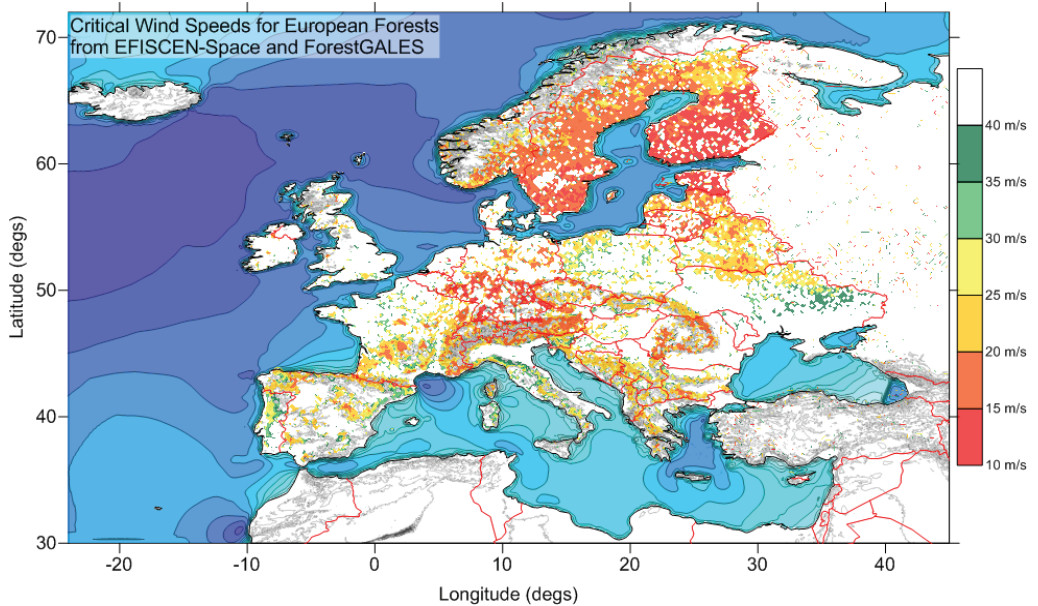 Critical Wind Speeds for European Forests
from EFISCEN-Space and ForestGALES
70
60
50
40
30
Latitude (degs)
-20
-10
0
10
20
30
40
Longitude (degs)
40 m/s
35 m/s
30 m/s
25 m/s
20 m/s
15 m/s
10 m/s